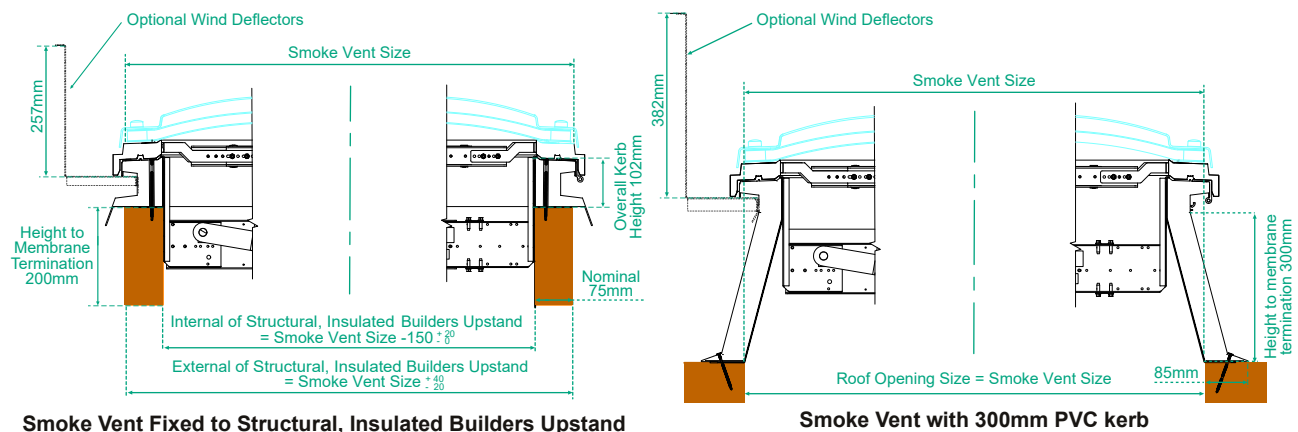 Optional Wind Deflectors
Smoke Vent Size
257mm
Overall Kerb
Height 102mm
Height to
Membrane
Termination
200mm
Nominal
75mm
Internal of Structural, Insulated Builders Upstand
= Smoke Vent Size -150 + 20 - 0
External of Structural, Insulated Builders Upstand
= Smoke Vent Size + 40 - 20
Smoke Vent Fixed to Structural, Insulated Builders Upstand
Optional Wind Deflectors
Smoke Vent Size
382mm
Height to membrane
termination 300mm
85mm
Roof Opening Size = Smoke Vent Size
Smoke Vent with 300mm PVC kerb